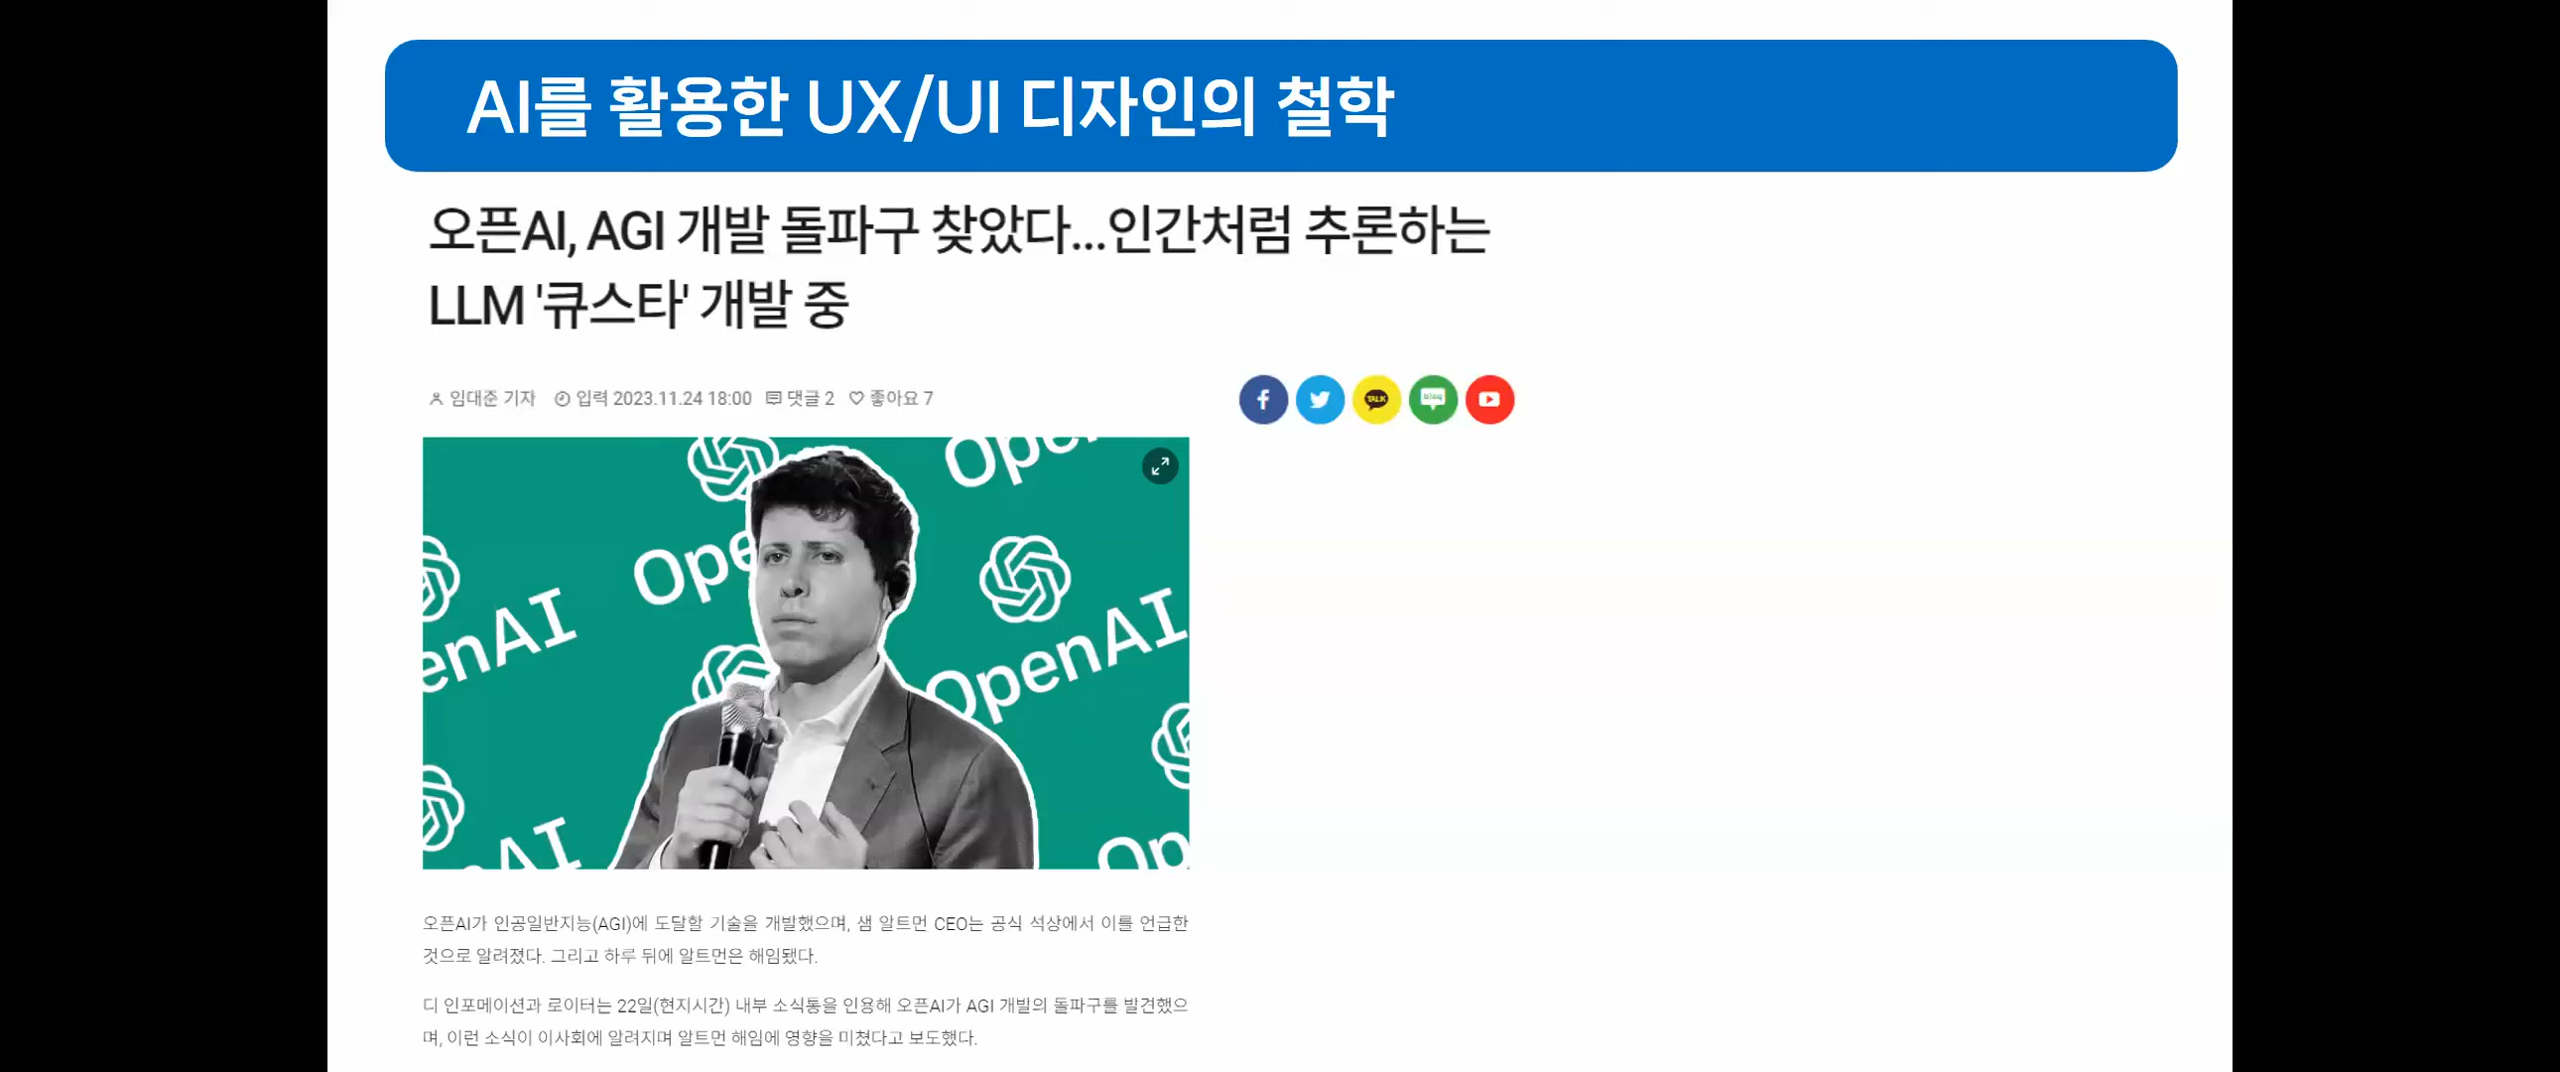 AI를 활용한 UX/UI 디자인의 철학
오픈AI, AGI 개발 돌파구 찾았다...인간처럼 추론하는
LLM '큐스타' 개발 중
임대준 기자 입력 2023.11.24 18:00 댓글 2 좋아요 7
TALK
blog
Ope
Ope
enAI
OpenAI
AI
Op
오픈AI가 인공일반지능(AGI)에 도달할 기술을 개발했으며, 샘 알트먼 CEO는 공식 석상에서 이를 언급한
것으로 알려졌다. 그리고 하루 뒤에 알트먼은 해임됐다.
디 인포메이션과 로이터는 22일(현지시간) 내부 소식통을 인용해 오픈AI가 AGI 개발의 돌파구를 발견했으
며, 이런 소식이 이사회에 알려지며 알트먼 해임에 영향을 미쳤다고 보도했다.